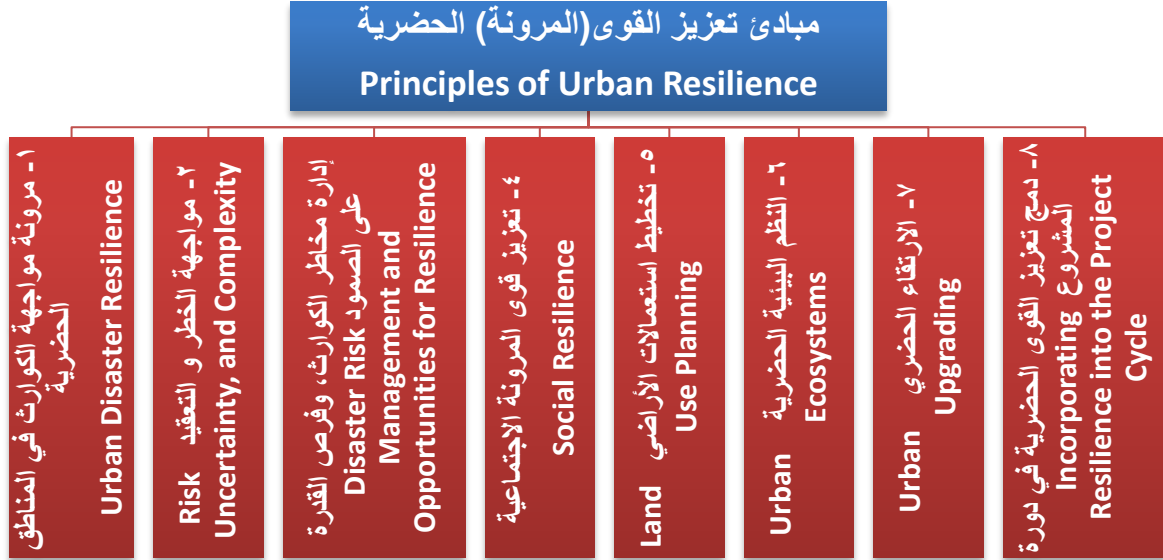 مبادئ تعزيز القوى(المرونة) الحضرية
Principles of Urban Resilience
١- مرونة مواجهة الكوارث في المناطق
الحضرية
Urban Disaster Resilience
٢- مواجهة الخطر و التعقيد Risk
Uncertainty, and Complexity
إدارة مخاطر الكوارث، وفرص القدرة
على الصمود Disaster Risk
Management and
Opportunities for Resilience
٤- تعزيز قوى المرونة الاجتماعية
Social Resilience
٥- تخطيط استعمالات الأراضي Land
Use Planning
٦- النظم البيئية الحضرية Urban
Ecosystems
٧- الارتقاء الحضري Urban
Upgrading
٨- دمج تعزيز القوى الحضرية في دورة
المشروع Incorporating
Resilience into the Project
Cycle